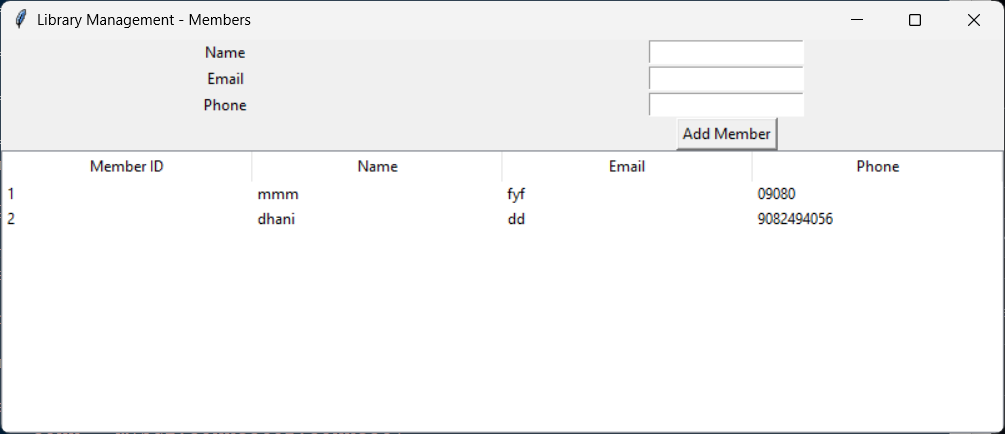 Library Management - Members
Name
Email
Phone
Add Member
Member ID Name Email Phone
1 mmm fyf 09080
2 dhani dd 9082494056